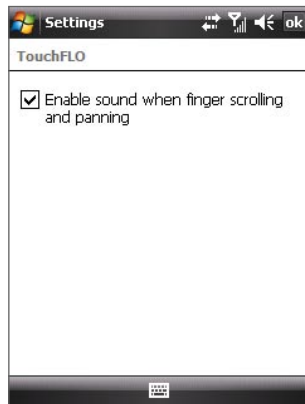 Settings
ok
TouchFLO
Enable sound when finger scrolling
and panning